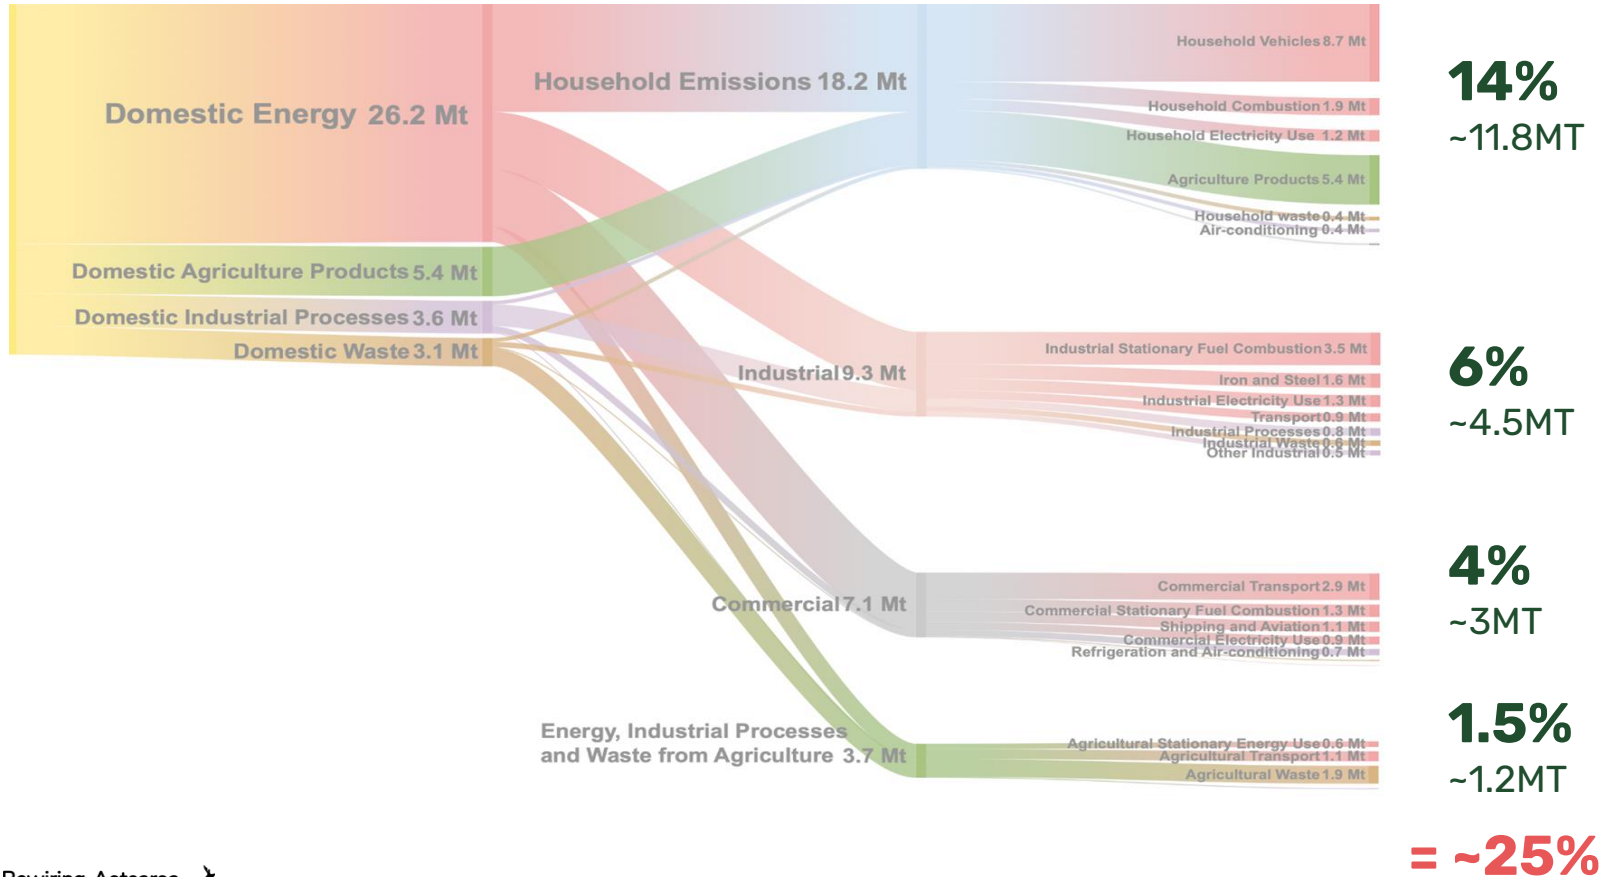 Domestic Energy 26.2 Mt
Domestic Agriculture Products 5.4 Mt
Domestic Industrial Processes 3.6 Mt
Domestic Waste 3.1 Mt
Household Emissions 18.2 Mt
Industrial 9.3 Mt
Commercial 7.1 Mt
Energy, Industrial Processes
and Waste from Agriculture 3.7 Mt
Household Vehicles 8.7 Mt
Household Combustion 1.9 Mt
Household Electricity Use 1.2 Mt
Agriculture Products 5.4 Mt
Household waste 0.4 Mt
Air-conditioning 0.4 Mt
Industrial Stationary Fuel Combustion 3.5 Mt
Iron and Steel 1.6 Mt
Industrial Electricity Use 1.3 Mt
Transport 0.9 Mt
Industrial Processes 0.8 Mt
Industrial Waste 0.6 Mt
Other Industrial 0.5 Mt
Commercial Transport 2.9 Mt
Commercial Stationary Fuel Combustion 1.3 Mt
Shipping and Aviation 1.1 Mt
Commercial Electricity Use 0.9 Mt
Refrigeration and Air-conditioning 0.7 Mt
Agricultural Stationary Energy Use 0.6 Mt
Agricultural Transport 1.1 Mt
Agricultural Waste 1.9 Mt
14%
~11.8MT
6%
~4.5MT
4%
~3MT
1.5%
~1.2MT
= ~25%
Rewiring Aotearoa